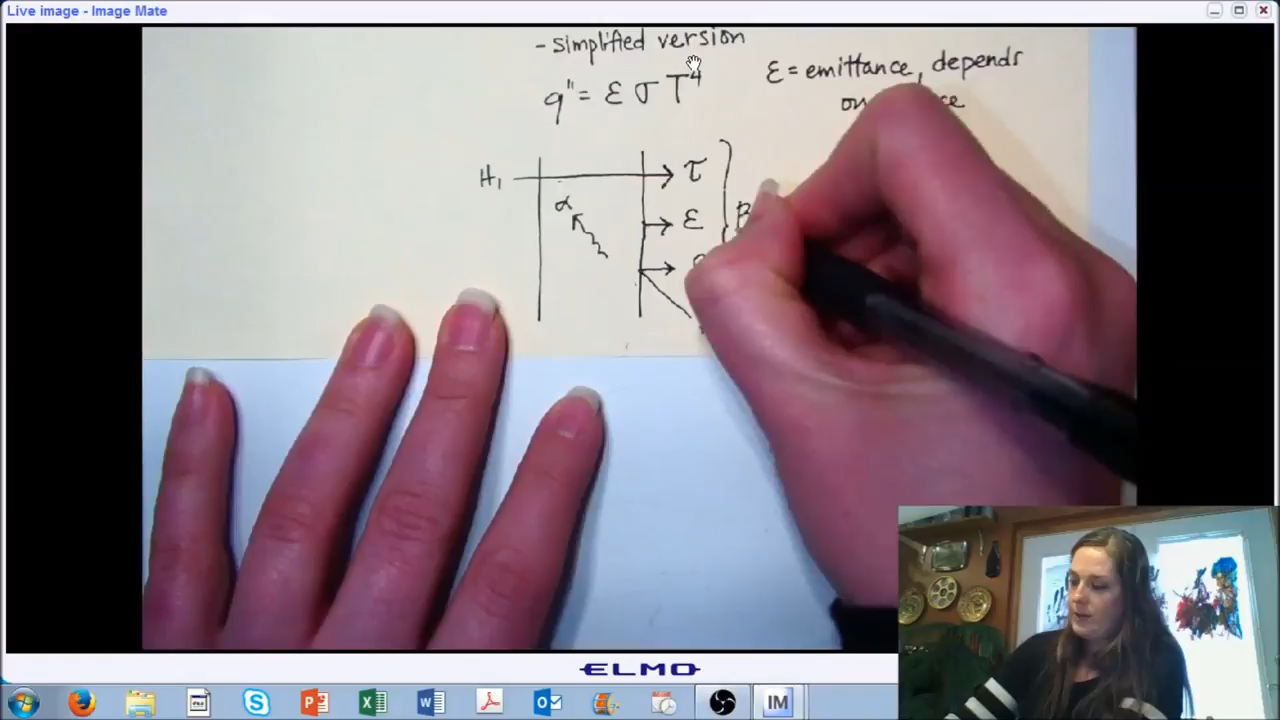 Live image - Image Mate
- simplified version
q" = ε σ T⁴
ε = emittance, depends
H₁
τ
α
ε
ELMO
IM